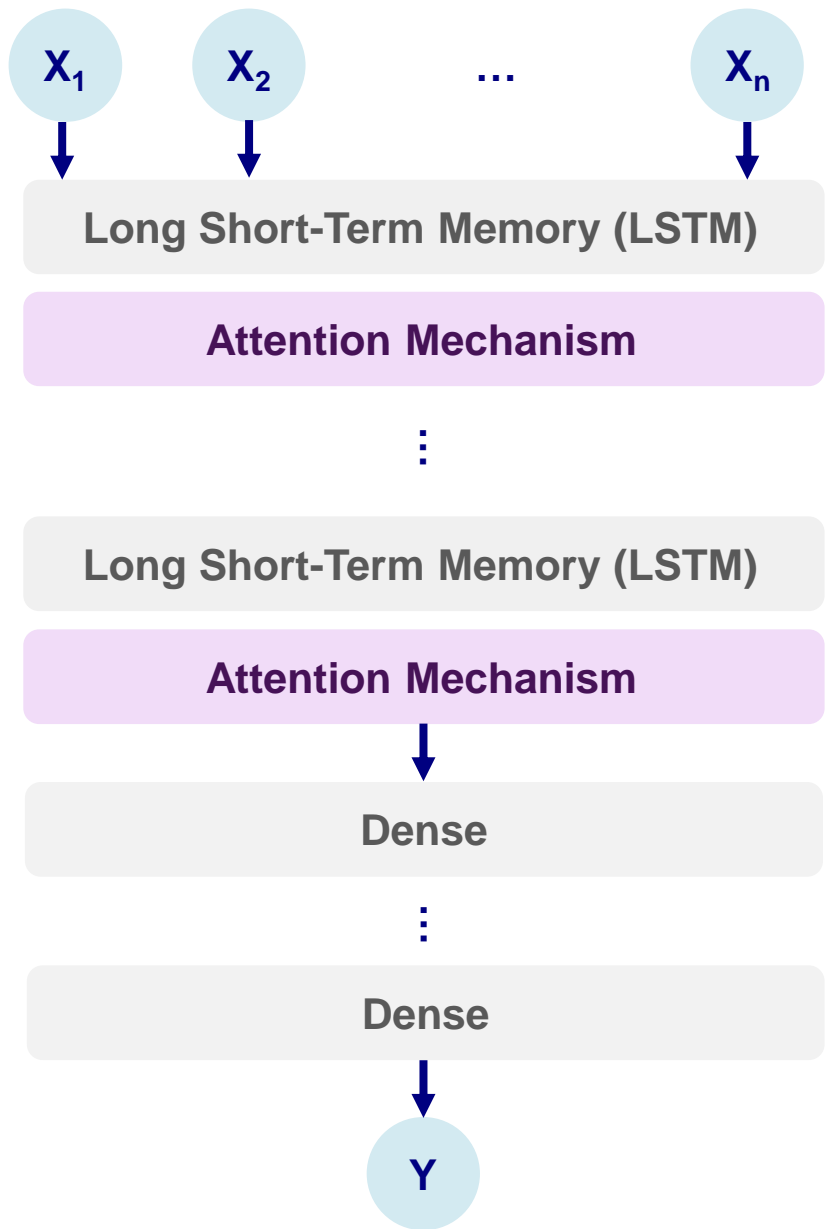 X₁ X₂ … Xₙ
Long Short-Term Memory (LSTM)
Attention Mechanism
⋮
Long Short-Term Memory (LSTM)
Attention Mechanism
Dense
⋮
Dense
Y